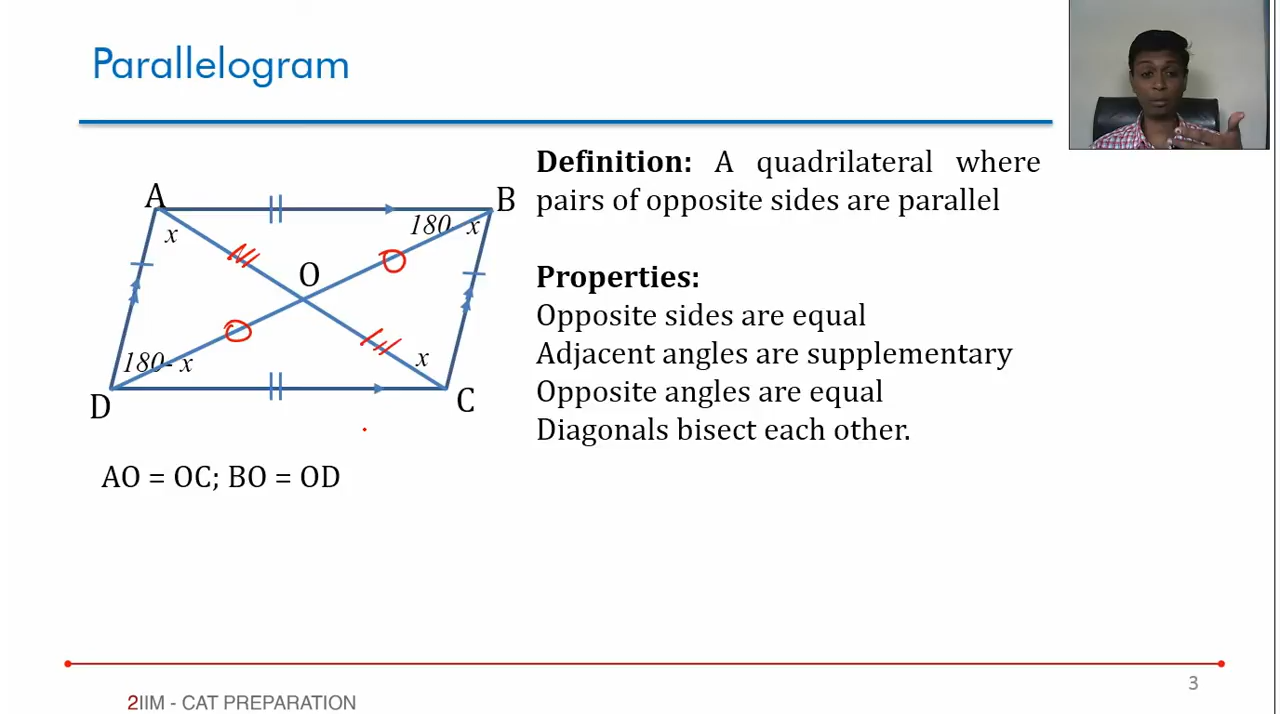 Parallelogram
Definition: A quadrilateral where
pairs of opposite sides are parallel
A
B
x
180- x
O
180- x
x
D
C
Properties:
Opposite sides are equal
Adjacent angles are supplementary
Opposite angles are equal
Diagonals bisect each other.
AO = OC; BO = OD
3
2IIM - CAT PREPARATION